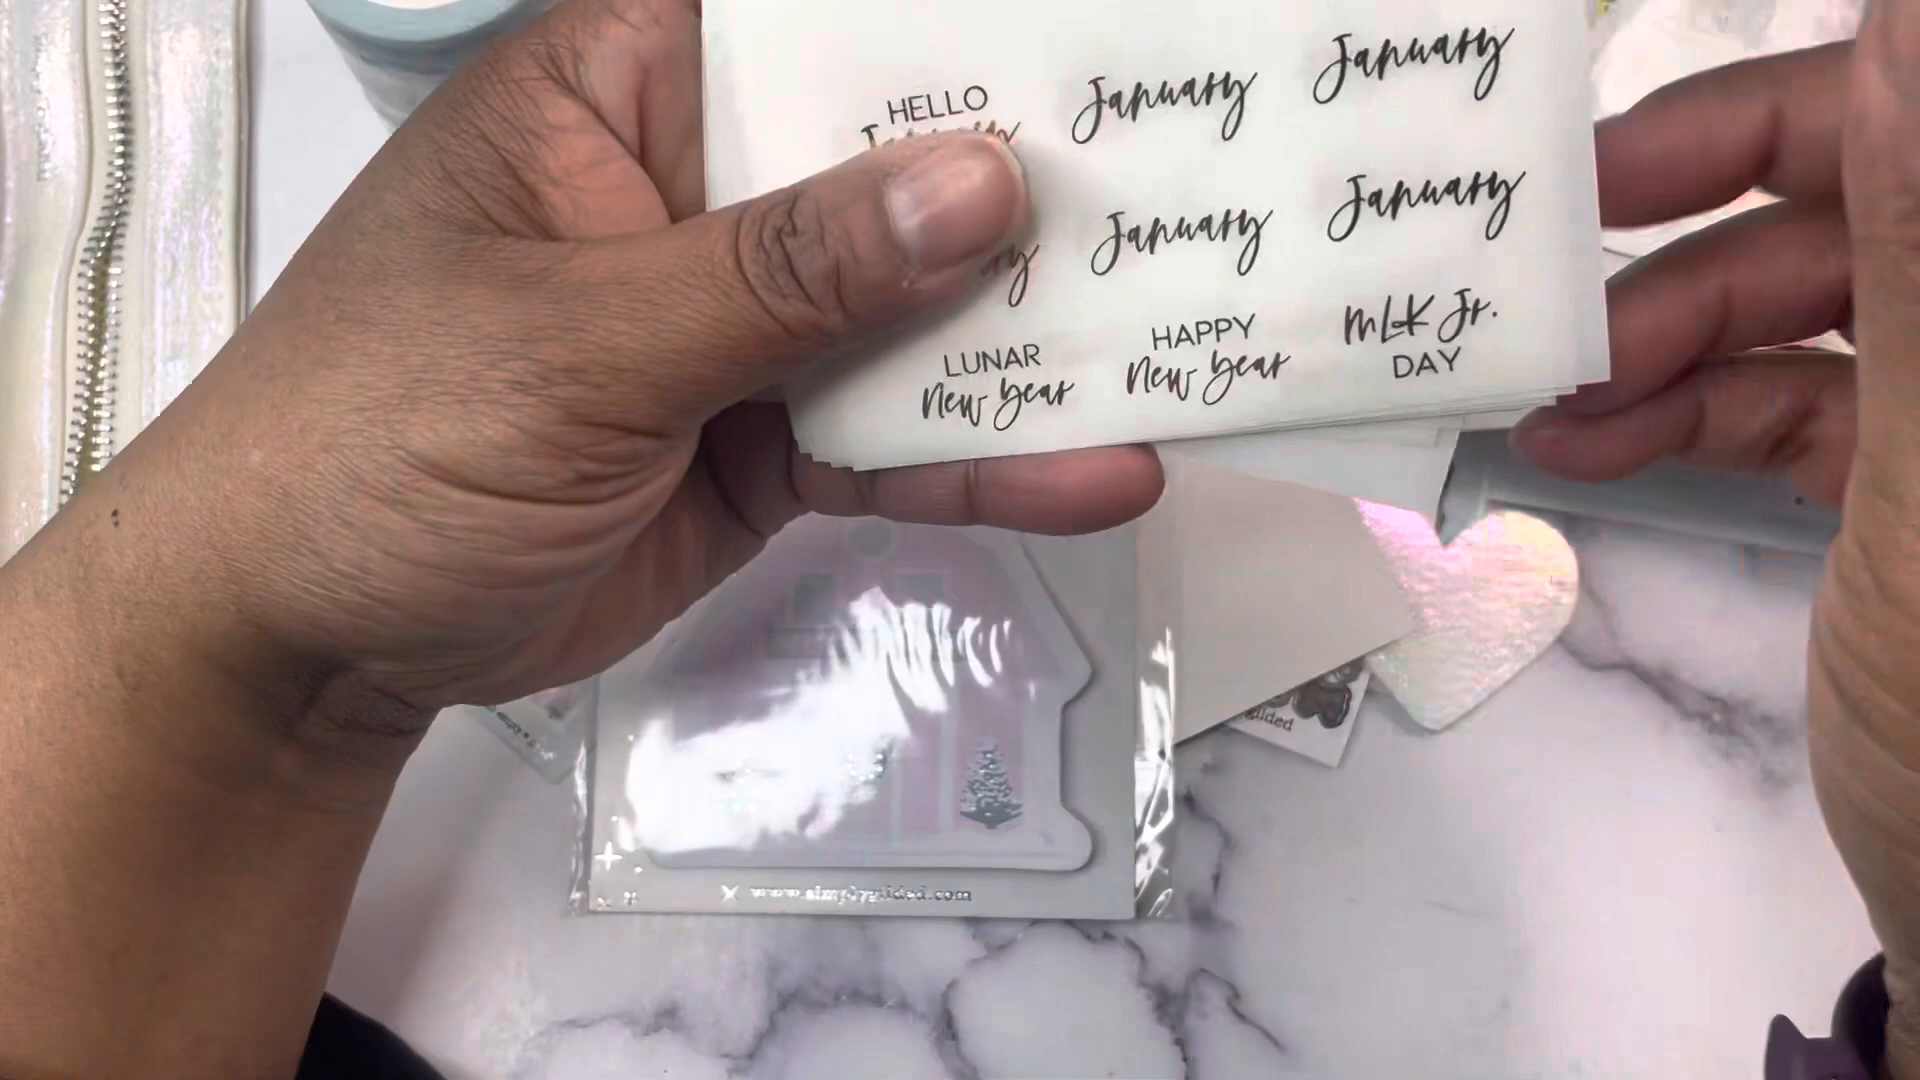 HELLO
January
January
January
January
LUNAR
New Year
HAPPY
New Year
MLK Jr.
DAY
gilded
www.simplygilded.com